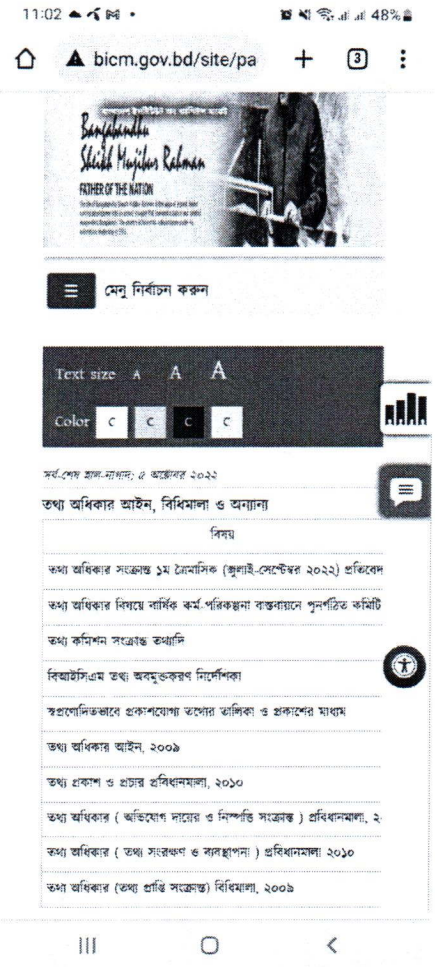 11:02
48%
bicm.gov.bd/site/pa
3
Bangabandhu
Sheikh Mujibur Rahman
FATHER OF THE NATION
মেনু নির্বাচন করুন
Text size A A A
Color C C C C
সর্ব-শেষ হাল-নাগাদ: ৫ অক্টোবর ২০২২
তথ্য অধিকার আইন, বিধিমালা ও অন্যান্য
বিষয়
তথ্য অধিকার সংক্রান্ত ১ম ত্রৈমাসিক (জুলাই-সেপ্টেম্বর ২০২২) প্রতিবেদন
তথ্য অধিকার বিষয়ে বার্ষিক কর্ম-পরিকল্পনা বাস্তবায়নে পুনর্গঠিত কমিটি
তথ্য কমিশন সংক্রান্ত তথ্যাদি
বিআইসিএম তথ্য অবমুক্তকরণ নির্দেশিকা
স্বপ্রণোদিতভাবে প্রকাশযোগ্য তথ্যের তালিকা ও প্রকাশের মাধ্যম
তথ্য অধিকার আইন, ২০০৯
তথ্য প্রকাশ ও প্রচার প্রবিধানমালা, ২০১০
তথ্য অধিকার ( অভিযোগ দায়ের ও নিষ্পত্তি সংক্রান্ত ) প্রবিধানমালা, ২
তথ্য অধিকার ( তথ্য সংরক্ষণ ও ব্যবস্থাপনা ) প্রবিধানমালা ২০১০
তথ্য অধিকার (তথ্য প্রাপ্তি সংক্রান্ত) বিধিমালা, ২০০৯